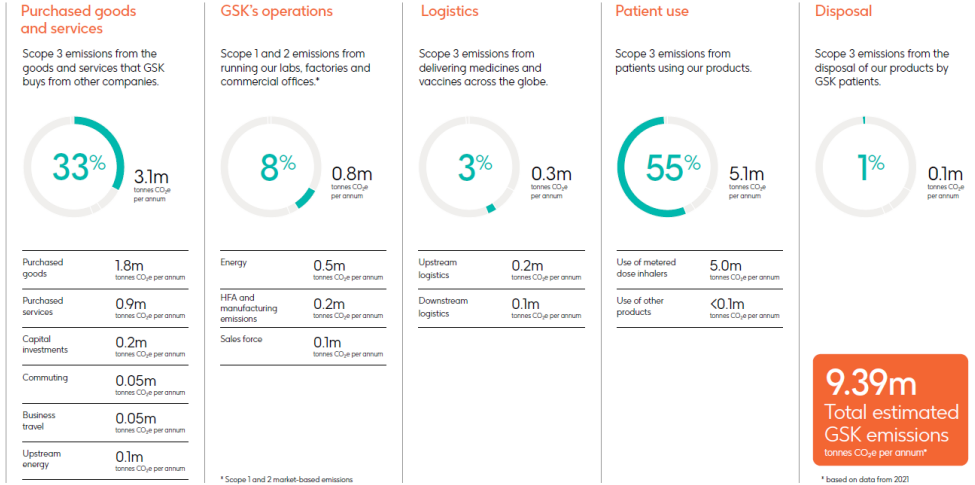 Purchased goods
and services
Scope 3 emissions from the
goods and services that GSK
buys from other companies.
33%
3.1m
tonnes CO₂e
per annum
Purchased
goods
1.8m
tonnes CO₂e per annum
Purchased
services
0.9m
tonnes CO₂e per annum
Capital
investments
0.2m
tonnes CO₂e per annum
Commuting
0.05m
tonnes CO₂e per annum
Business
travel
0.05m
tonnes CO₂e per annum
Upstream
energy
0.1m
tonnes CO₂e per annum
GSK's operations
Scope 1 and 2 emissions from
running our labs, factories and
commercial offices.*
8%
0.8m
tonnes CO₂e
per annum
Energy
0.5m
tonnes CO₂e per annum
HFA and
manufacturing
emissions
0.2m
tonnes CO₂e per annum
Sales force
0.1m
tonnes CO₂e per annum
* Scope 1 and 2 market-based emissions
Logistics
Scope 3 emissions from
delivering medicines and
vaccines across the globe.
3%
0.3m
tonnes CO₂e
per annum
Upstream
logistics
0.2m
tonnes CO₂e per annum
Downstream
logistics
0.1m
tonnes CO₂e per annum
Patient use
Scope 3 emissions from
patients using our products.
55%
5.1m
tonnes CO₂e
per annum
Use of metered
dose inhalers
5.0m
tonnes CO₂e per annum
Use of other
products
<0.1m
tonnes CO₂e per annum
Disposal
Scope 3 emissions from the
disposal of our products by
GSK patients.
1%
0.1m
tonnes CO₂e
per annum
9.39m
Total estimated
GSK emissions
tonnes CO₂e per annum*
* based on data from 2021